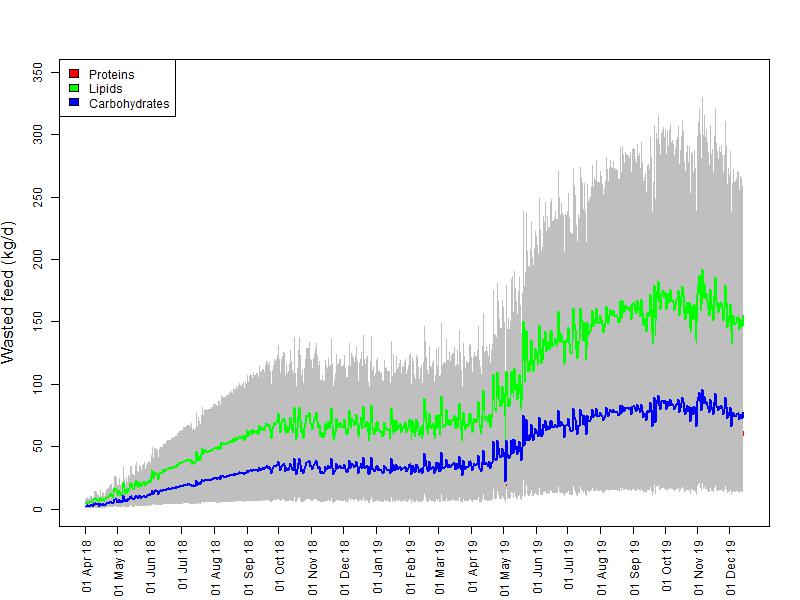 Proteins
Lipids
Carbohydrates
Wasted feed (kg/d)
350
300
250
200
150
100
50
0
01 Apr 18
01 May 18
01 Jun 18
01 Jul 18
01 Aug 18
01 Sep 18
01 Oct 18
01 Nov 18
01 Dec 18
01 Jan 19
01 Feb 19
01 Mar 19
01 Apr 19
01 May 19
01 Jun 19
01 Jul 19
01 Aug 19
01 Sep 19
01 Oct 19
01 Nov 19
01 Dec 19